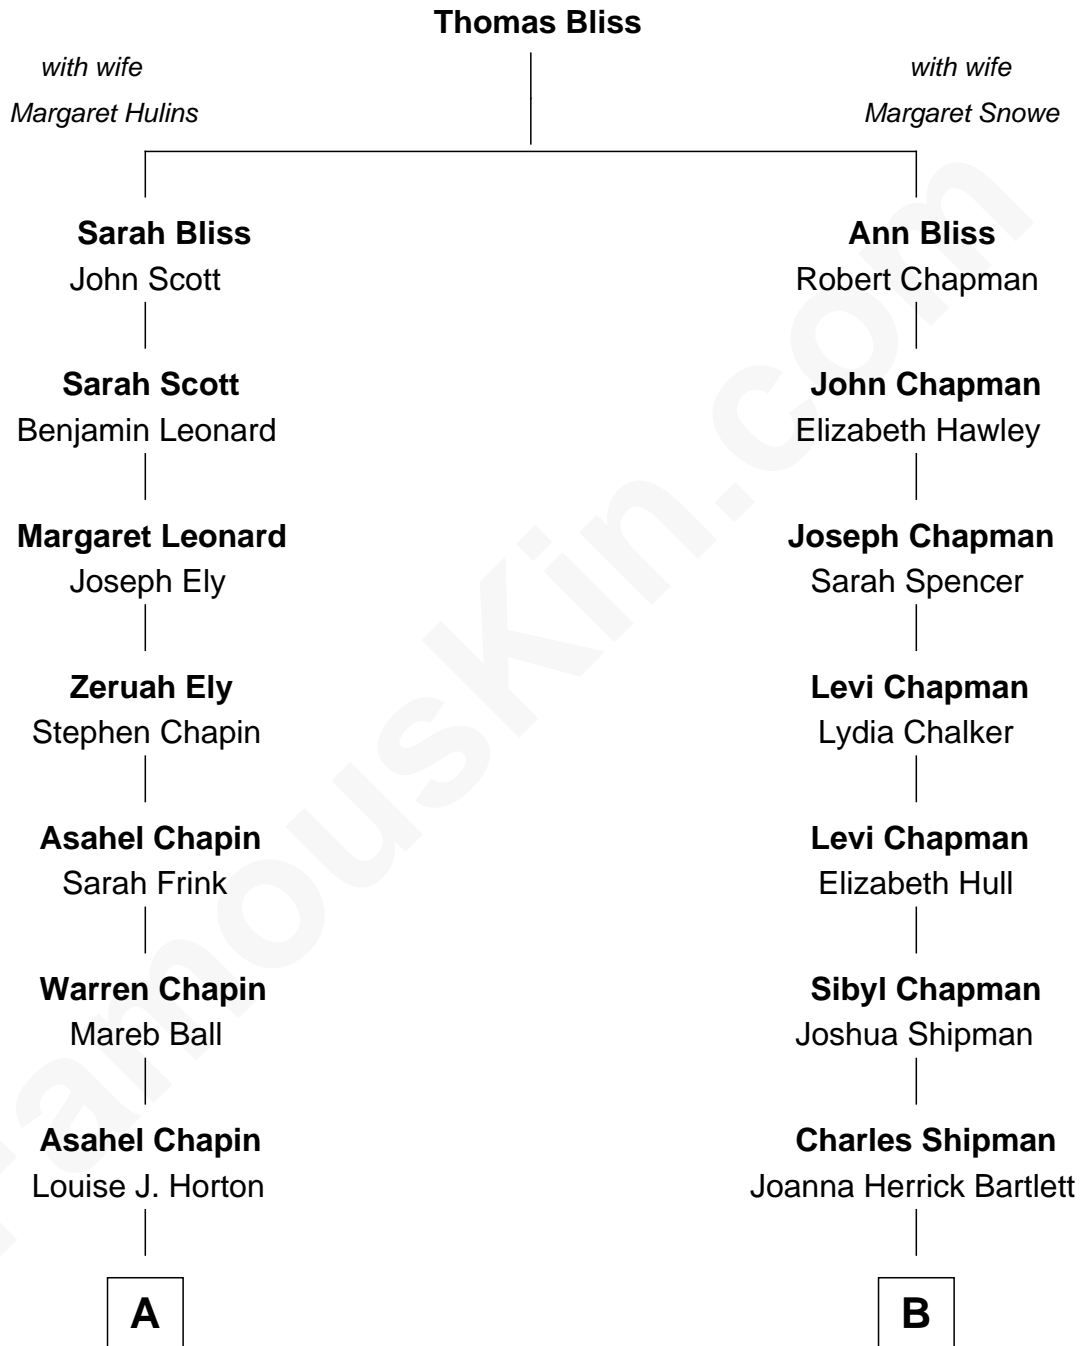 Thomas Bliss
with wife
Margaret Hulins
with wife
Margaret Snowe
Sarah Bliss
John Scott
Sarah Scott
Benjamin Leonard
Margaret Leonard
Joseph Ely
Zeruah Ely
Stephen Chapin
Asahel Chapin
Sarah Frink
Warren Chapin
Mareb Ball
Asahel Chapin
Louise J. Horton
A
Ann Bliss
Robert Chapman
John Chapman
Elizabeth Hawley
Joseph Chapman
Sarah Spencer
Levi Chapman
Lydia Chalker
Levi Chapman
Elizabeth Hull
Sibyl Chapman
Joshua Shipman
Charles Shipman
Joanna Herrick Bartlett
B
FamousKin.com